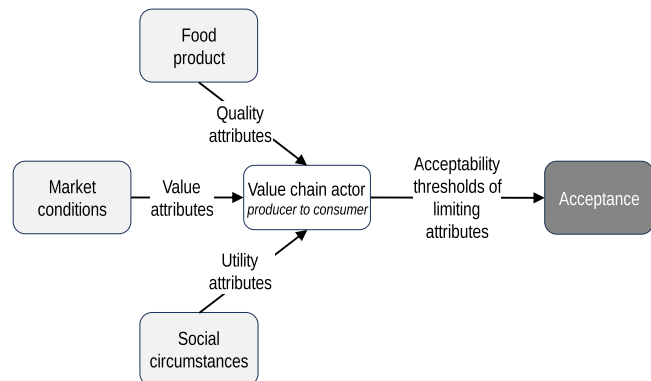 Food
product
Quality
attributes
Market
conditions
Value
attributes
Value chain actor
producer to consumer
Acceptability
thresholds of
limiting
attributes
Acceptance
Utility
attributes
Social
circumstances